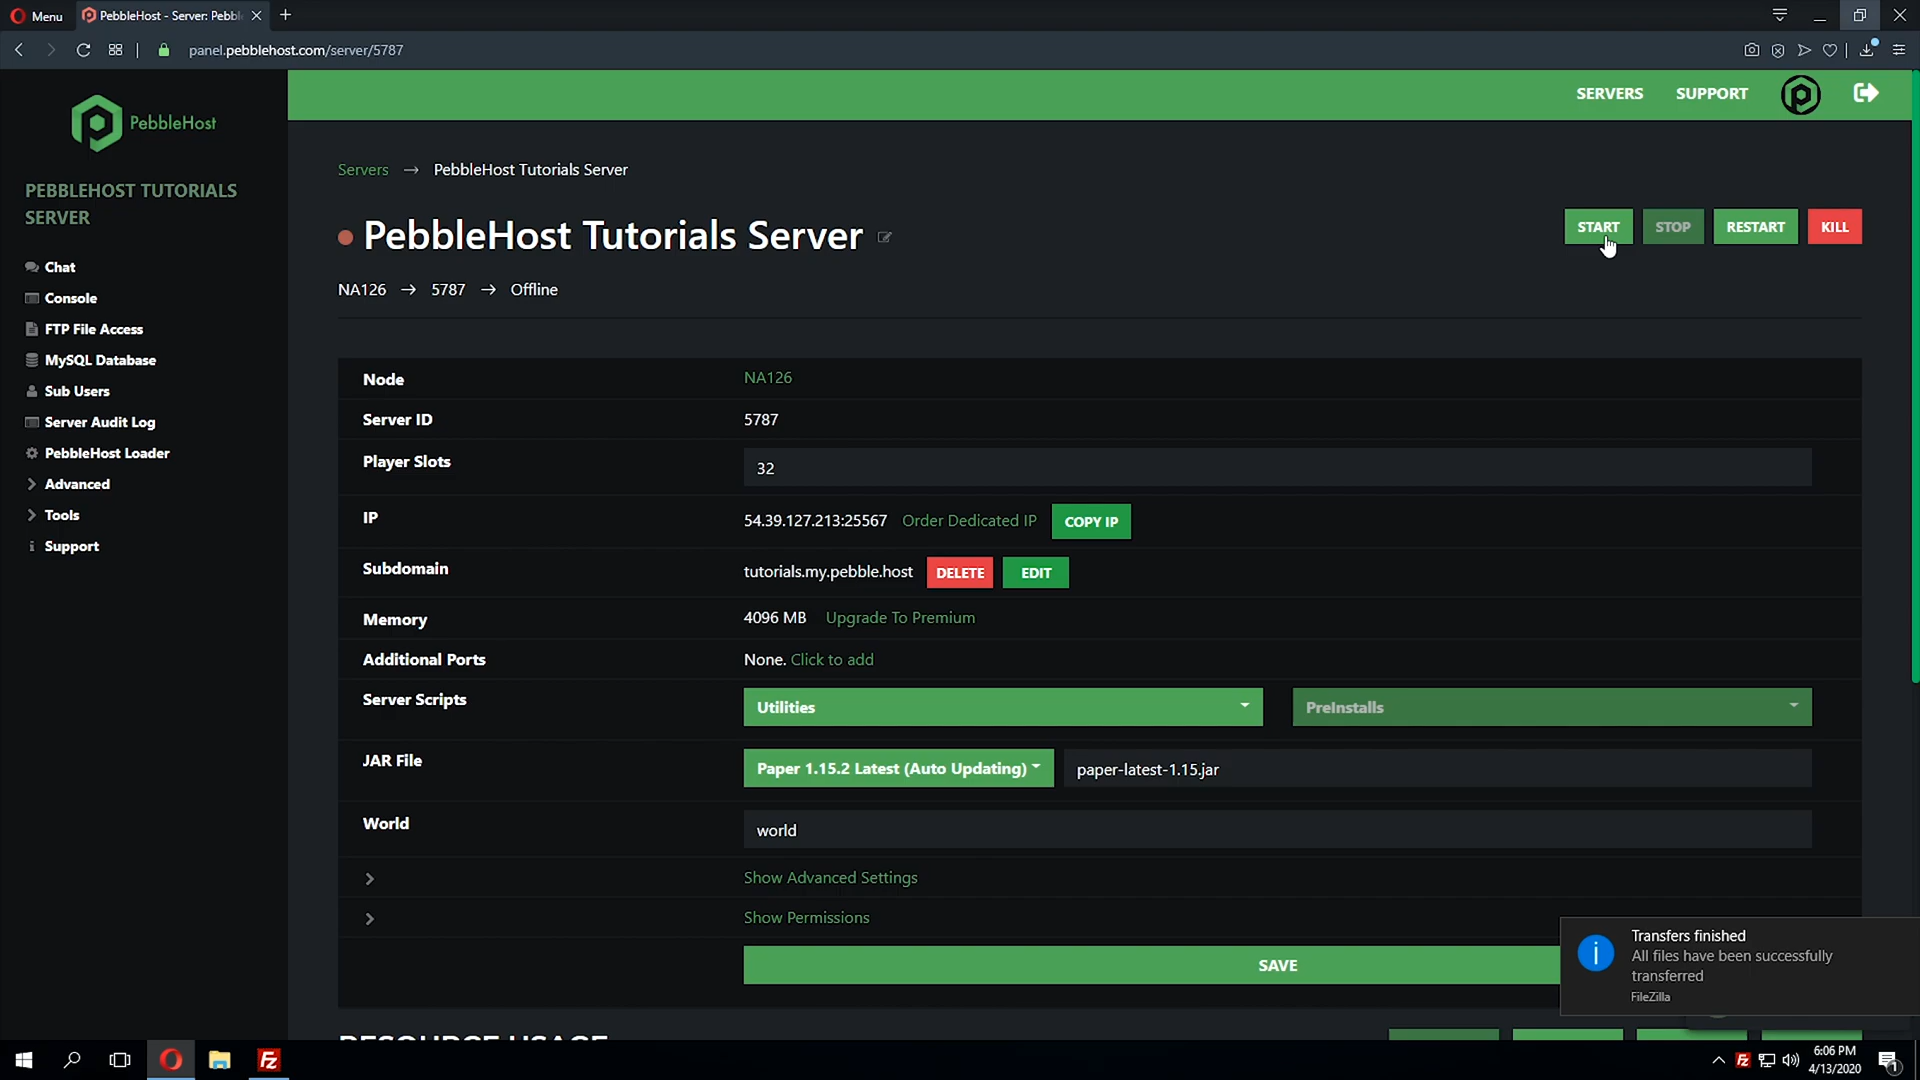 Menu
PebbleHost - Server: Pebbl
panel.pebblehost.com/server/5787
PebbleHost
SERVERS
SUPPORT
PEBBLEHOST TUTORIALS
SERVER
Chat
Console
FTP File Access
MySQL Database
Sub Users
Server Audit Log
PebbleHost Loader
Advanced
Tools
Support
Servers → PebbleHost Tutorials Server
PebbleHost Tutorials Server
START
STOP
RESTART
KILL
NA126 → 5787 → Offline
Node
NA126
Server ID
5787
Player Slots
32
IP
54.39.127.213:25567
Order Dedicated IP
COPY IP
Subdomain
tutorials.my.pebble.host
DELETE
EDIT
Memory
4096 MB
Upgrade To Premium
Additional Ports
None. Click to add
Server Scripts
Utilities
PreInstalls
JAR File
Paper 1.15.2 Latest (Auto Updating)
paper-latest-1.15.jar
World
world
Show Advanced Settings
Show Permissions
SAVE
Transfers finished
All files have been successfully
transferred
FileZilla
RESOURCE USAGE
6:06 PM
4/13/2020
1